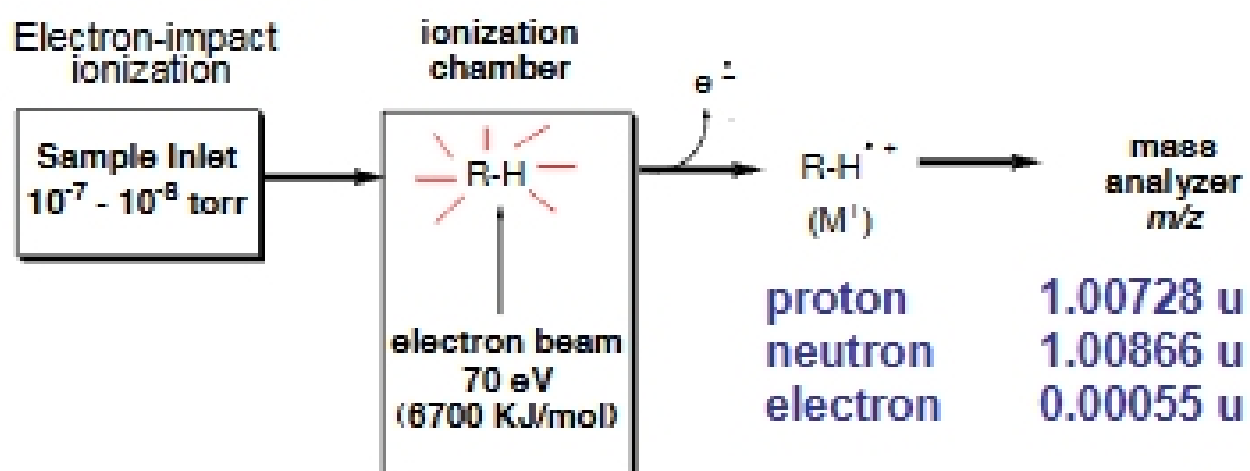 Electron-impact
ionization
ionization
chamber
Sample Inlet
10⁻⁷ - 10⁻⁸ torr
R-H
electron beam
70 eV
(6700 KJ/mol)
e⁻
R-H•+
(M⁺)
mass
analyzer
m/z
proton 1.00728 u
neutron 1.00866 u
electron 0.00055 u